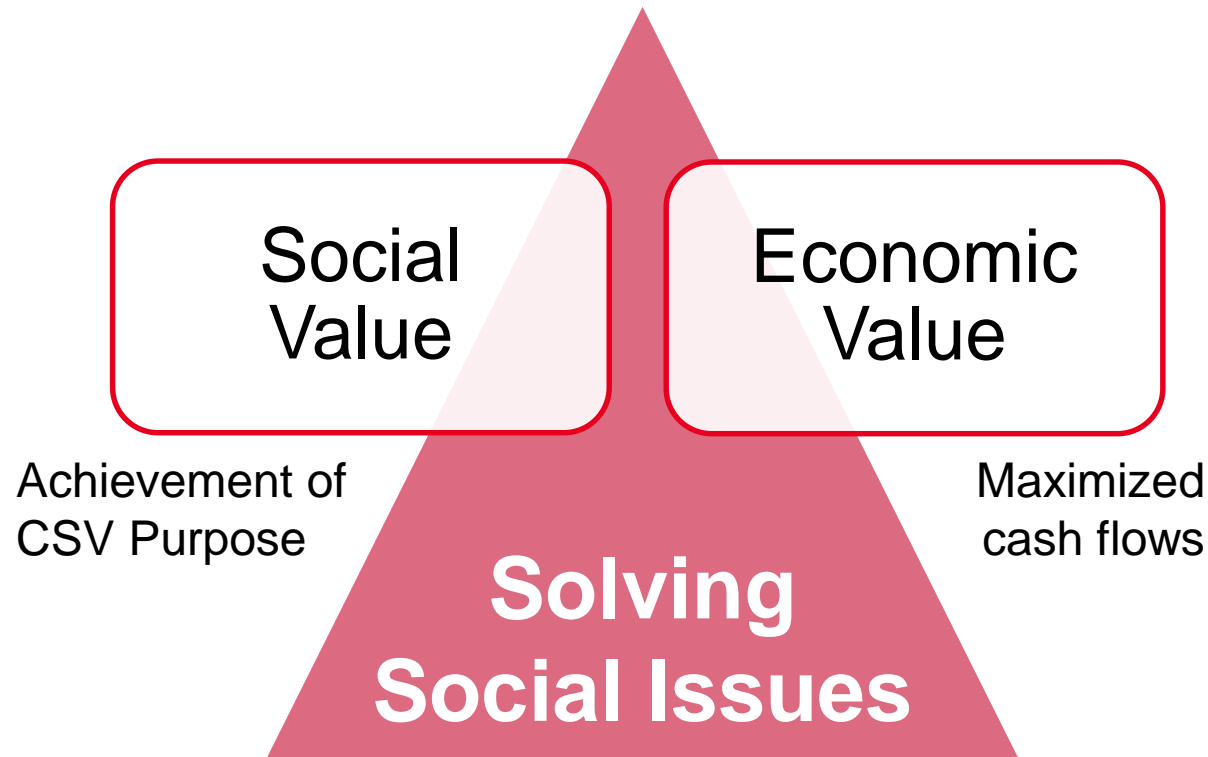 Social
Value
Economic
Value
Achievement of
CSV Purpose
Maximized
cash flows
Solving
Social Issues